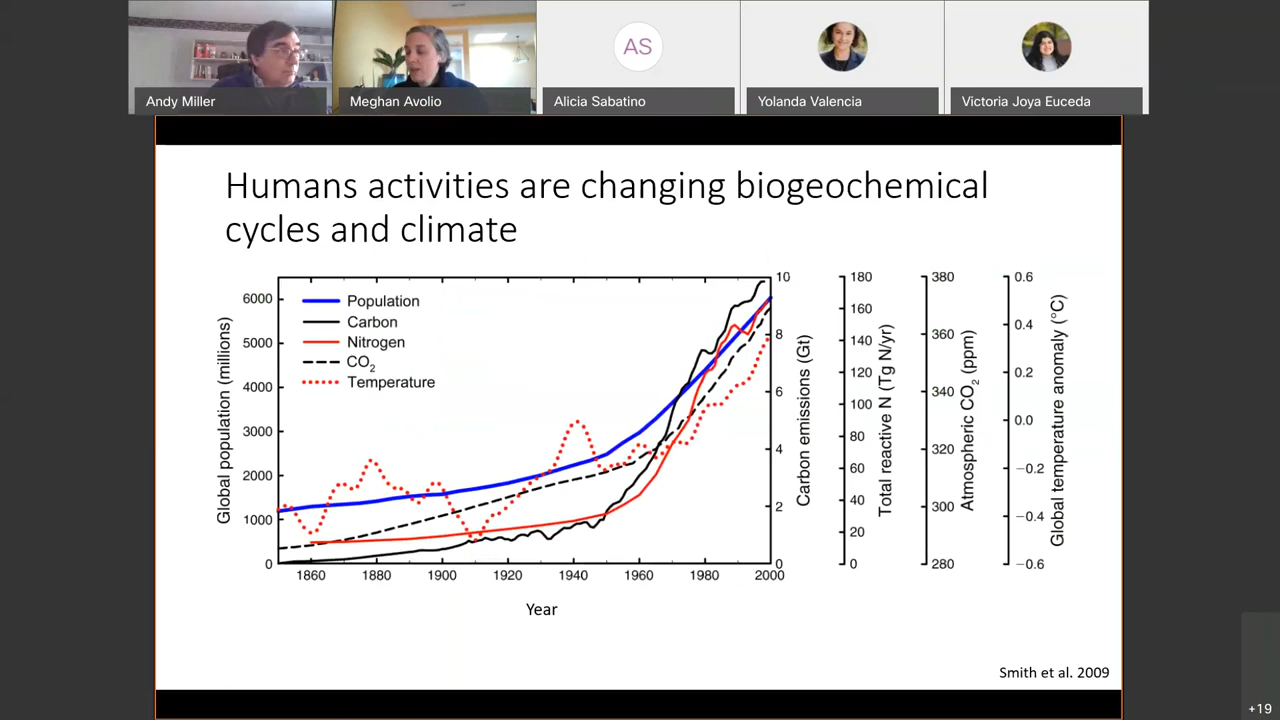 Andy Miller
Meghan Avolio
AS
Alicia Sabatino
Yolanda Valencia
Victoria Joya Euceda
Humans activities are changing biogeochemical
cycles and climate
Global population (millions)
6000
5000
4000
3000
2000
1000
0
Population
Carbon
Nitrogen
CO2
Temperature
1860
1880
1900
1920
1940
1960
1980
2000
Year
10
8
6
4
2
0
Carbon emissions (Gt)
180
160
140
120
100
80
60
40
20
0
Total reactive N (Tg N/yr)
380
360
340
320
300
280
Atmospheric CO2 (ppm)
0.6
0.4
0.2
0.0
−0.2
−0.4
−0.6
Global temperature anomaly (°C)
Smith et al. 2009
+19